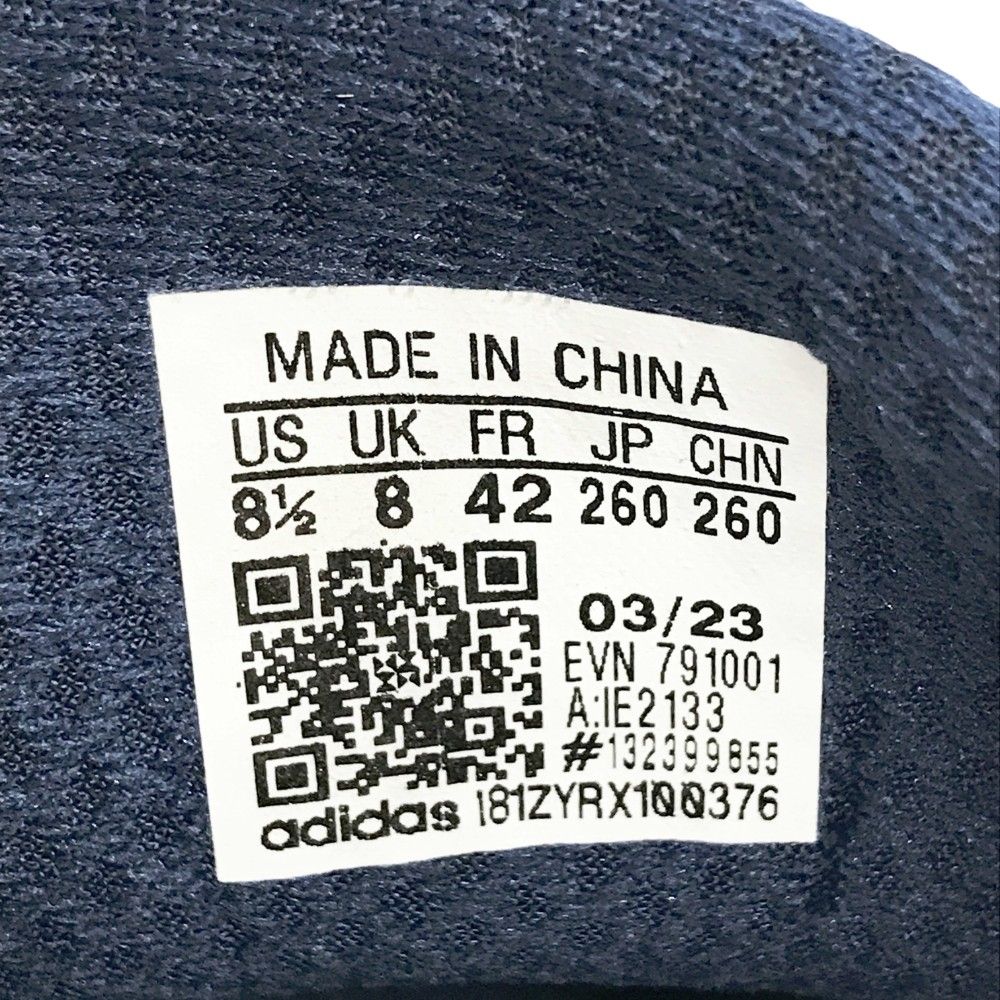 MADE IN CHINA
US UK FR JP CHN
8½ 8 42 260 260
03/23
EVN 791001
A:IE2133
#132399855
adidas 181ZYRX100376